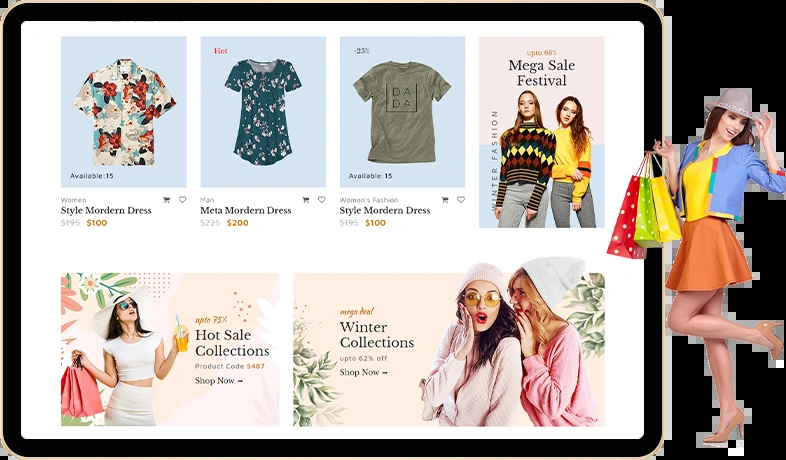 Hot
-25%
DA
DA
Available:15
Available:15
upto 68%
Mega Sale
Festival
WINTER FASHION
Women
Style Mordern Dress
$195 $100
Man
Meta Mordern Dress
$225 $200
Women's Fashion
Style Mordern Dress
$195 $100
upto 75%
Hot Sale
Collections
Product Code 5487
Shop Now →
mega deal
Winter
Collections
upto 62% off
Shop Now →